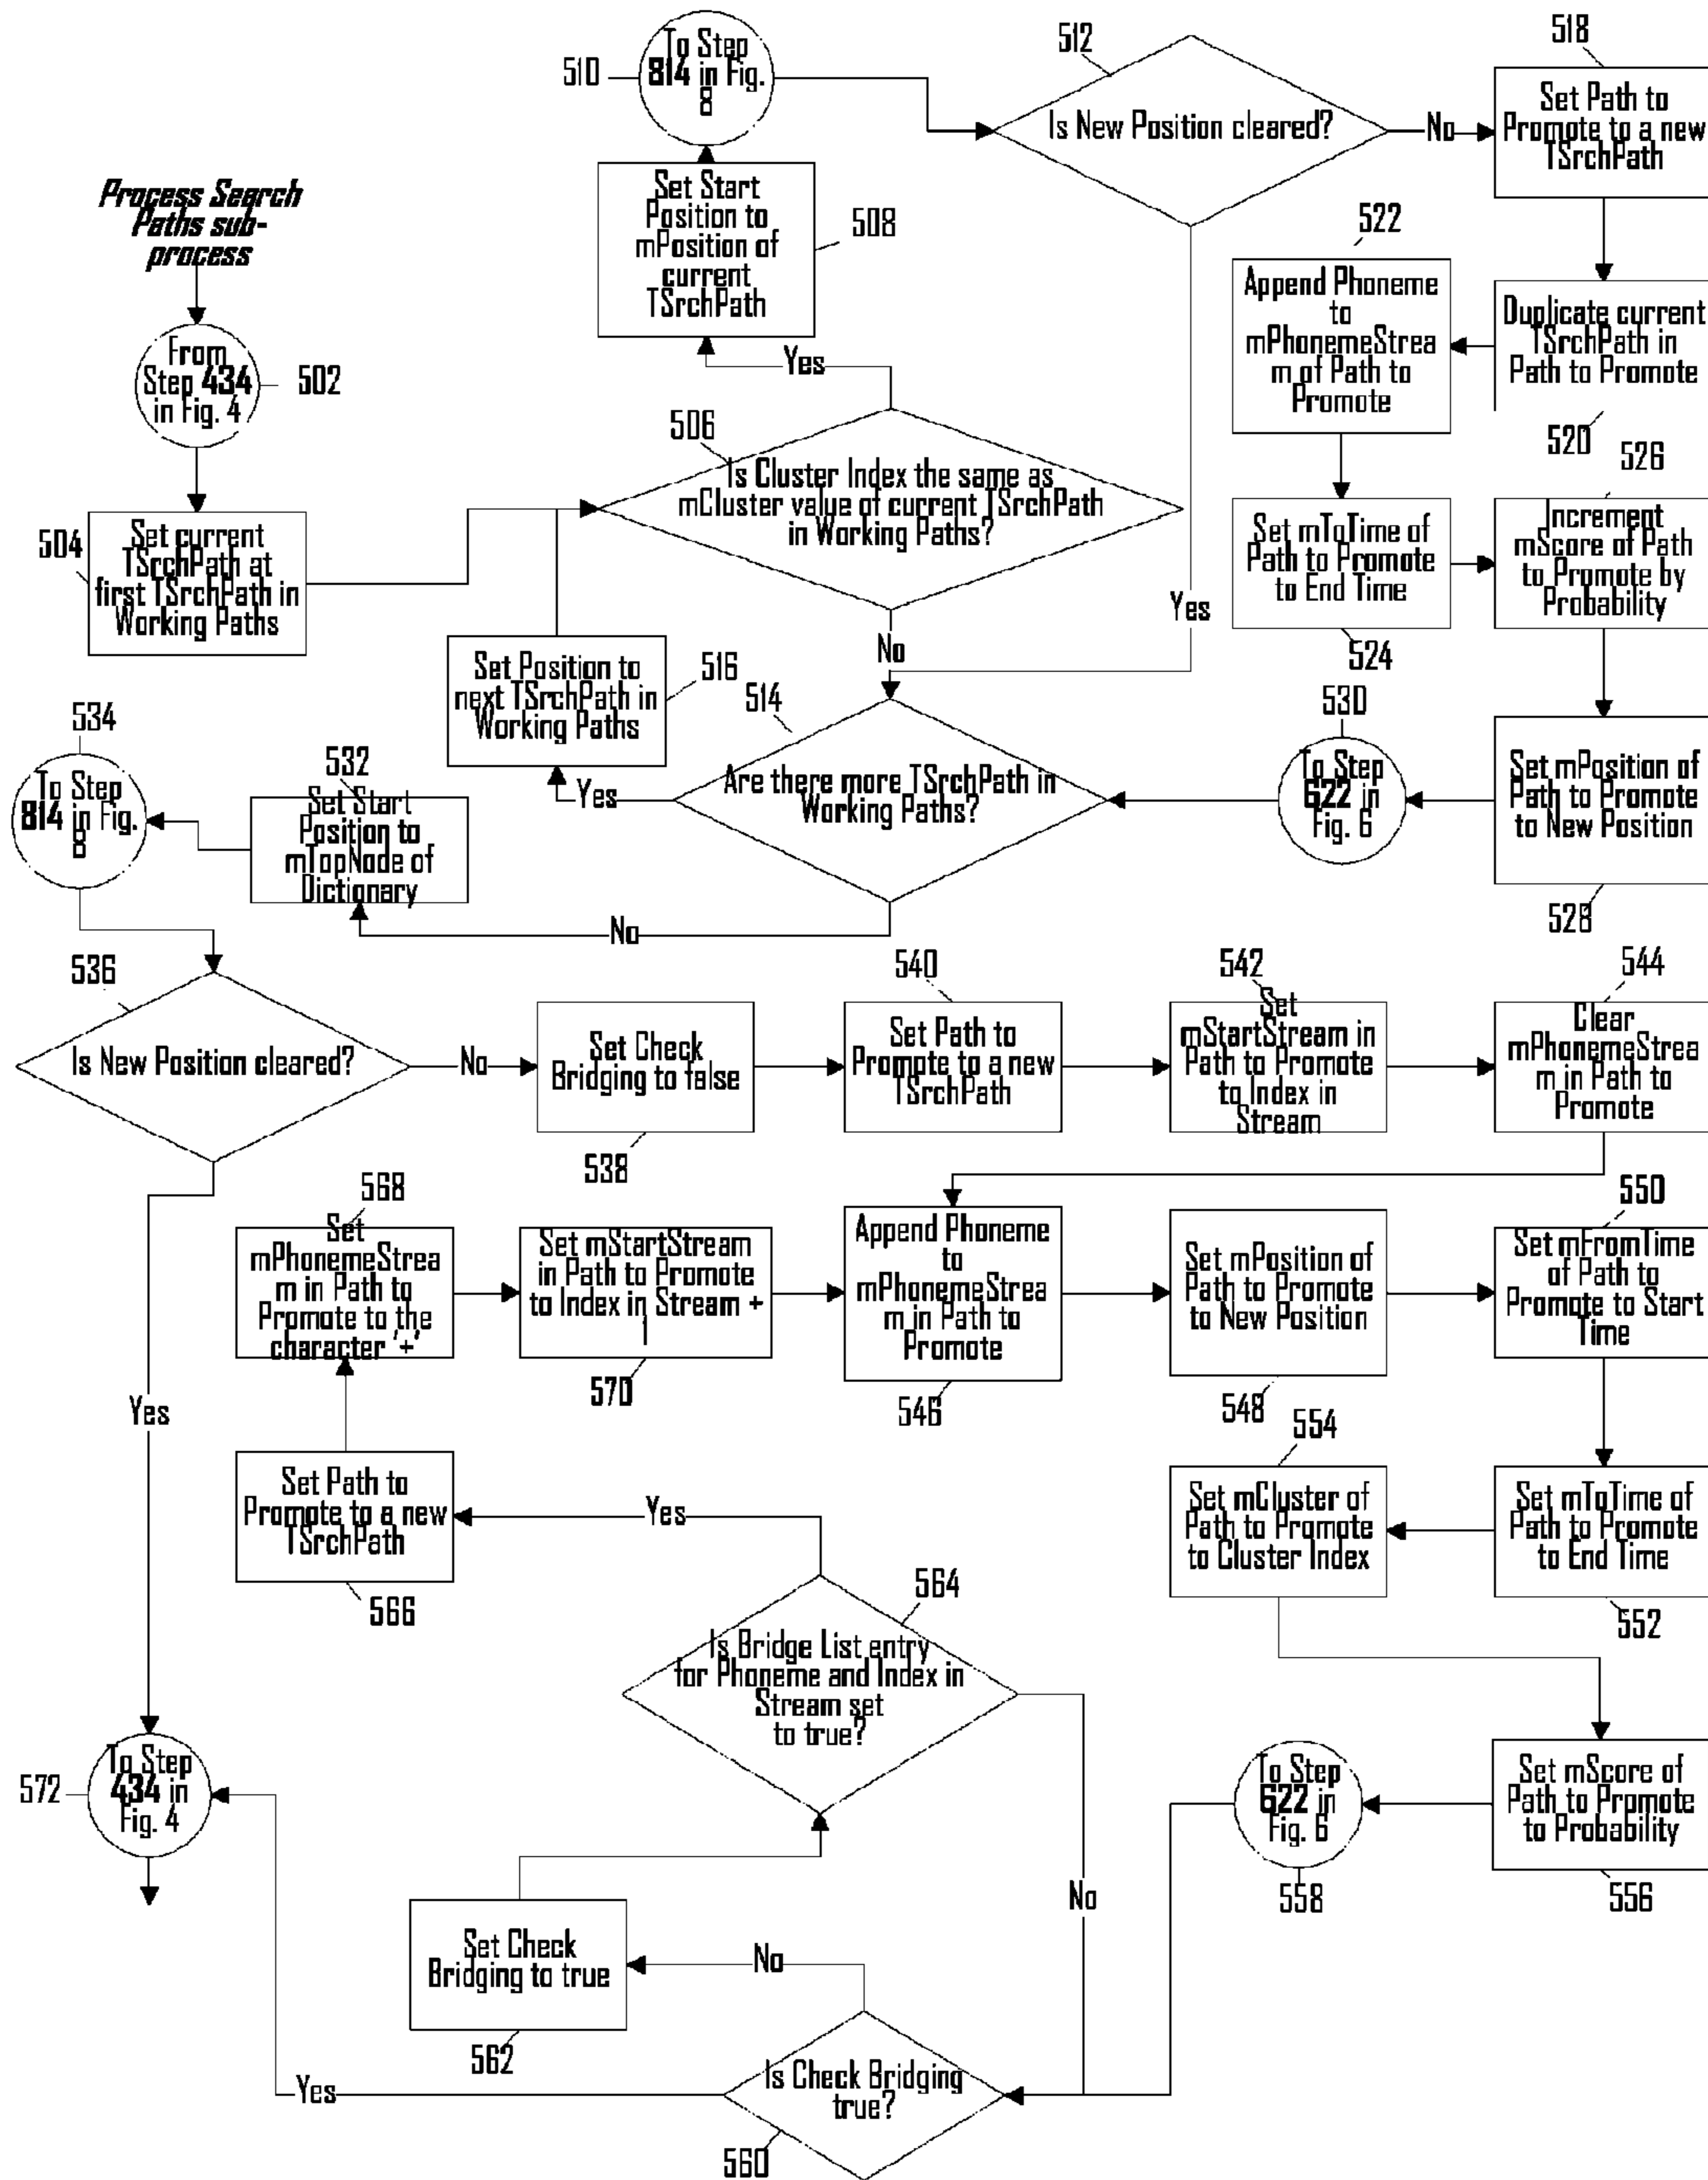 Process Search
Paths sub-
process
From
Step 434
in Fig. 4
502
504
Set current
TSrchPath at
first TSrchPath in
Working Paths
506
Is Cluster Index the same as
mCluster value of current TSrchPath
in Working Paths?
Yes
No
508
Set Start
Position to
mPosition of
current
TSrchPath
510
To Step
814 in Fig.
8
512
Is New Position cleared?
No
Yes
514
Are there more TSrchPath in
Working Paths?
Yes
No
516
Set Position to
next TSrchPath in
Working Paths
518
Set Path to
Promote to a new
TSrchPath
Duplicate current
TSrchPath in
Path to Promote
520
522
Append Phoneme
to
mPhonemeStrea
m of Path to
Promote
Set mToTime of
Path to Promote
to End Time
524
526
Increment
mScore of Path
to Promote by
Probability
Set mPosition of
Path to Promote
to New Position
528
530
To Step
622 in
Fig. 6
532
Set Start
Position to
mTopNode of
Dictionary
534
To Step
814 in Fig.
8
536
Is New Position cleared?
No
Yes
Set Check
Bridging to false
538
540
Set Path to
Promote to a new
TSrchPath
542
Set
mStartStream in
Path to Promote
to Index in
Stream
544
Clear
mPhonemeStrea
m in Path to
Promote
Append Phoneme
to
mPhonemeStrea
m in Path to
Promote
546
Set mPosition of
Path to Promote
to New Position
548
550
Set mFromTime
of Path to
Promote to Start
Time
Set mToTime of
Path to Promote
to End Time
552
554
Set mCluster of
Path to Promote
to Cluster Index
Set mScore of
Path to Promote
to Probability
556
To Step
622 in
Fig. 6
558
Is Check Bridging
true?
560
Yes
No
Set Check
Bridging to true
562
564
Is Bridge List entry
for Phoneme and Index in
Stream set
to true?
Yes
No
Set Path to
Promote to a new
TSrchPath
566
568
Set
mPhonemeStrea
m in Path to
Promote to the
character '+'
Set mStartStream
in Path to Promote
to Index in Stream +
1
570
572
To Step
434 in
Fig. 4